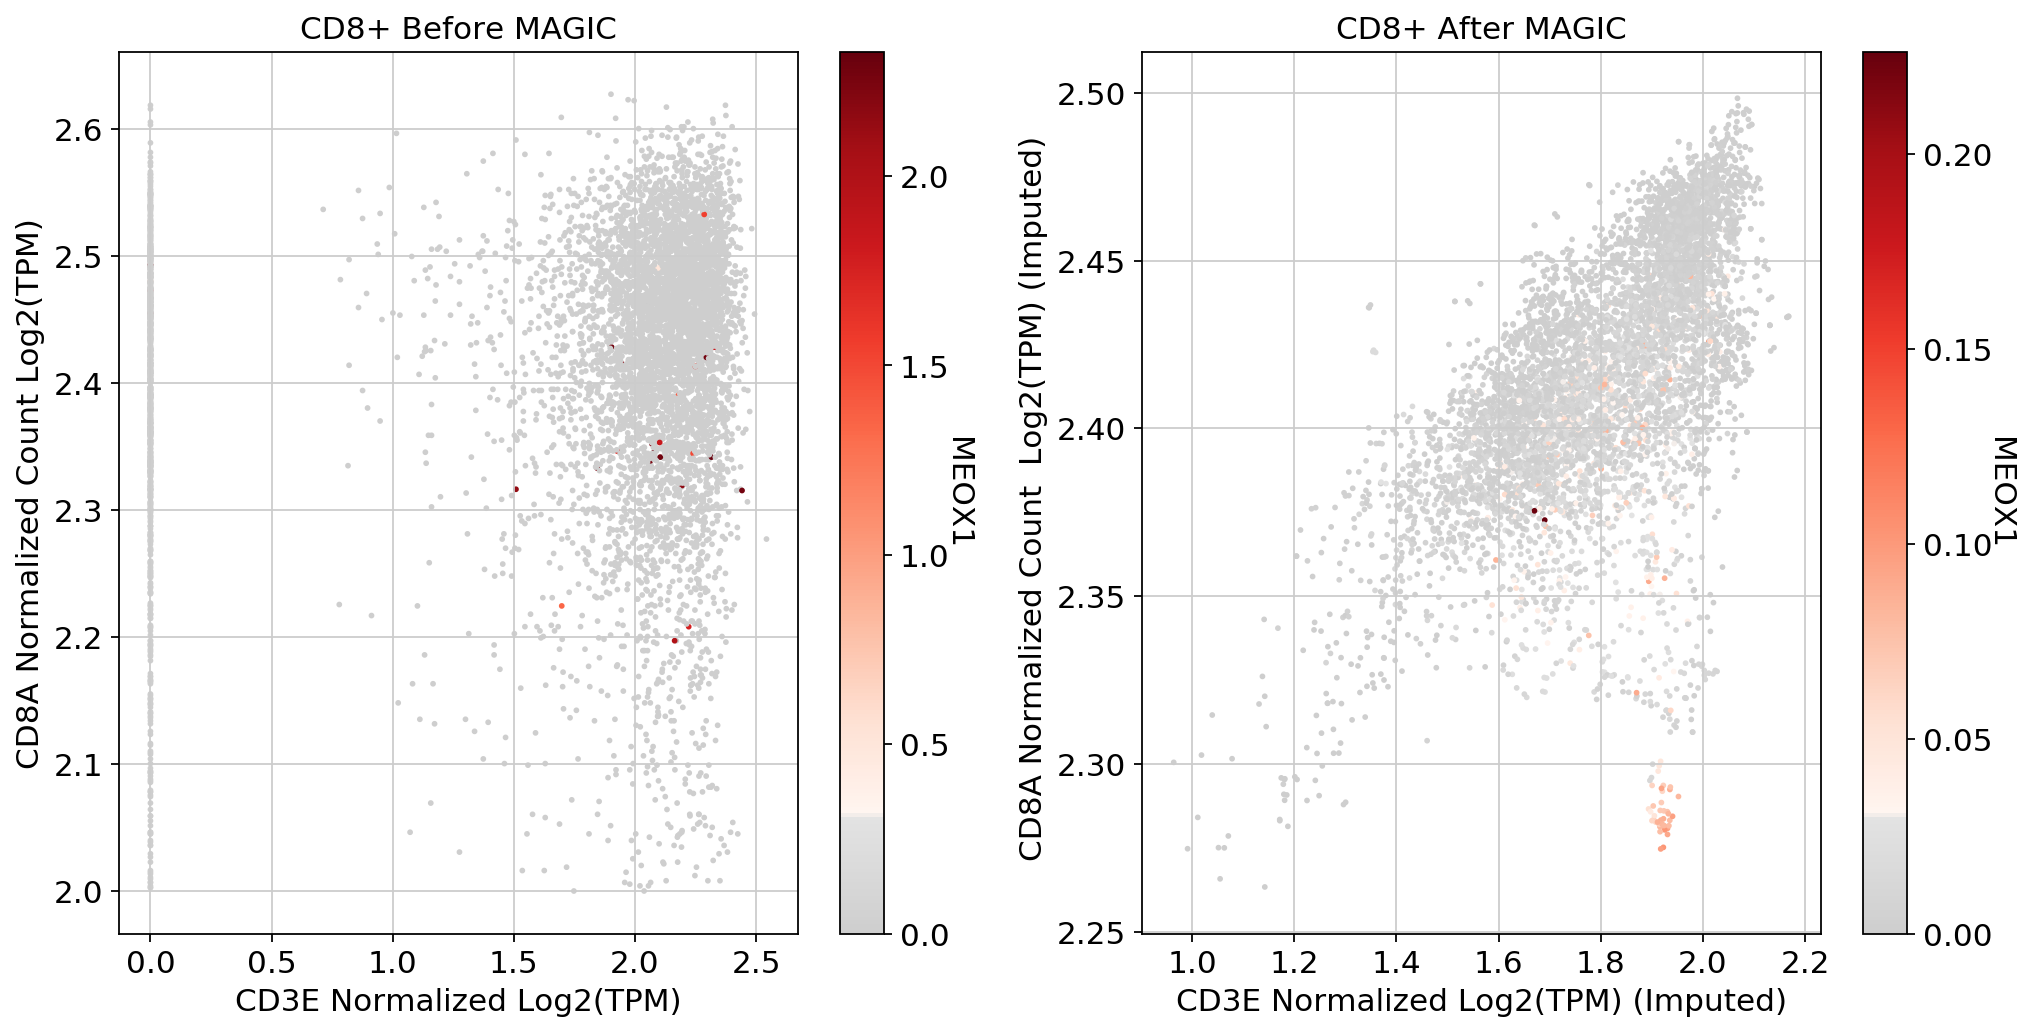 CD8+ Before MAGIC
CD8A Normalized Count Log2(TPM)
2.6
2.5
2.4
2.3
2.2
2.1
2.0
0.0 0.5 1.0 1.5 2.0 2.5
CD3E Normalized Log2(TPM)
2.0
1.5
1.0
0.5
0.0
MEOX1
CD8+ After MAGIC
CD8A Normalized Count  Log2(TPM) (Imputed)
2.50
2.45
2.40
2.35
2.30
2.25
1.0 1.2 1.4 1.6 1.8 2.0 2.2
CD3E Normalized Log2(TPM) (Imputed)
0.20
0.15
0.10
0.05
0.00
MEOX1